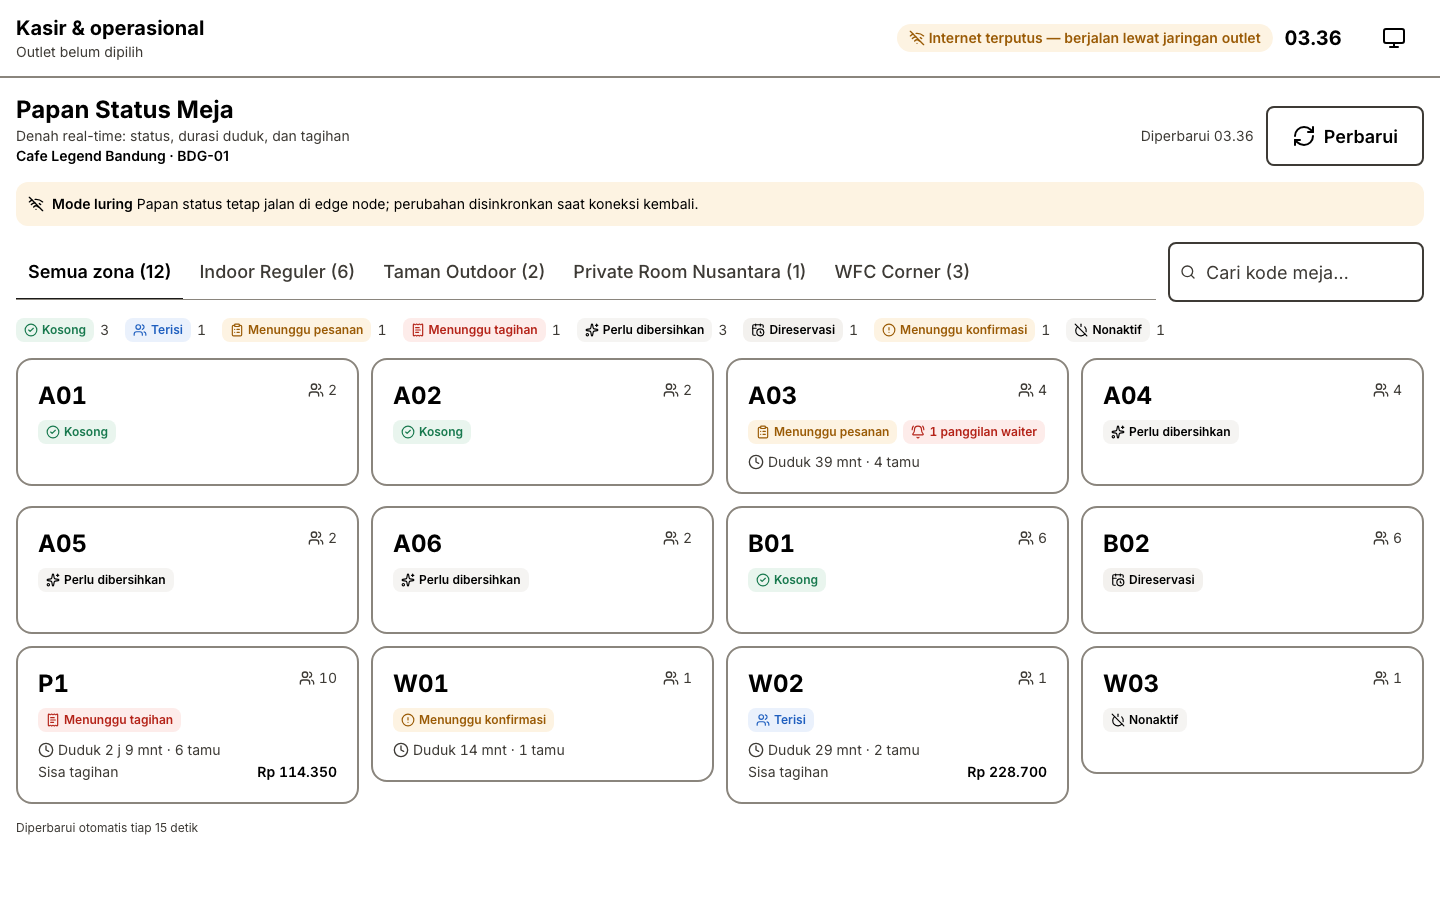 Kasir & operasional
Outlet belum dipilih
Internet terputus — berjalan lewat jaringan outlet
03.36
Papan Status Meja
Denah real-time: status, durasi duduk, dan tagihan
Cafe Legend Bandung · BDG-01
Diperbarui 03.36
Perbarui
Mode luring Papan status tetap jalan di edge node; perubahan disinkronkan saat koneksi kembali.
Semua zona (12) Indoor Reguler (6) Taman Outdoor (2) Private Room Nusantara (1) WFC Corner (3)
Cari kode meja...
Kosong 3 Terisi 1 Menunggu pesanan 1 Menunggu tagihan 1 Perlu dibersihkan 3 Direservasi 1 Menunggu konfirmasi 1 Nonaktif 1
A01 2
Kosong
A02 2
Kosong
A03 4
Menunggu pesanan 1 panggilan waiter
Duduk 39 mnt · 4 tamu
A04 4
Perlu dibersihkan
A05 2
Perlu dibersihkan
A06 2
Perlu dibersihkan
B01 6
Kosong
B02 6
Direservasi
P1 10
Menunggu tagihan
Duduk 2 j 9 mnt · 6 tamu
Sisa tagihan Rp 114.350
W01 1
Menunggu konfirmasi
Duduk 14 mnt · 1 tamu
W02 1
Terisi
Duduk 29 mnt · 2 tamu
Sisa tagihan Rp 228.700
W03 1
Nonaktif
Diperbarui otomatis tiap 15 detik